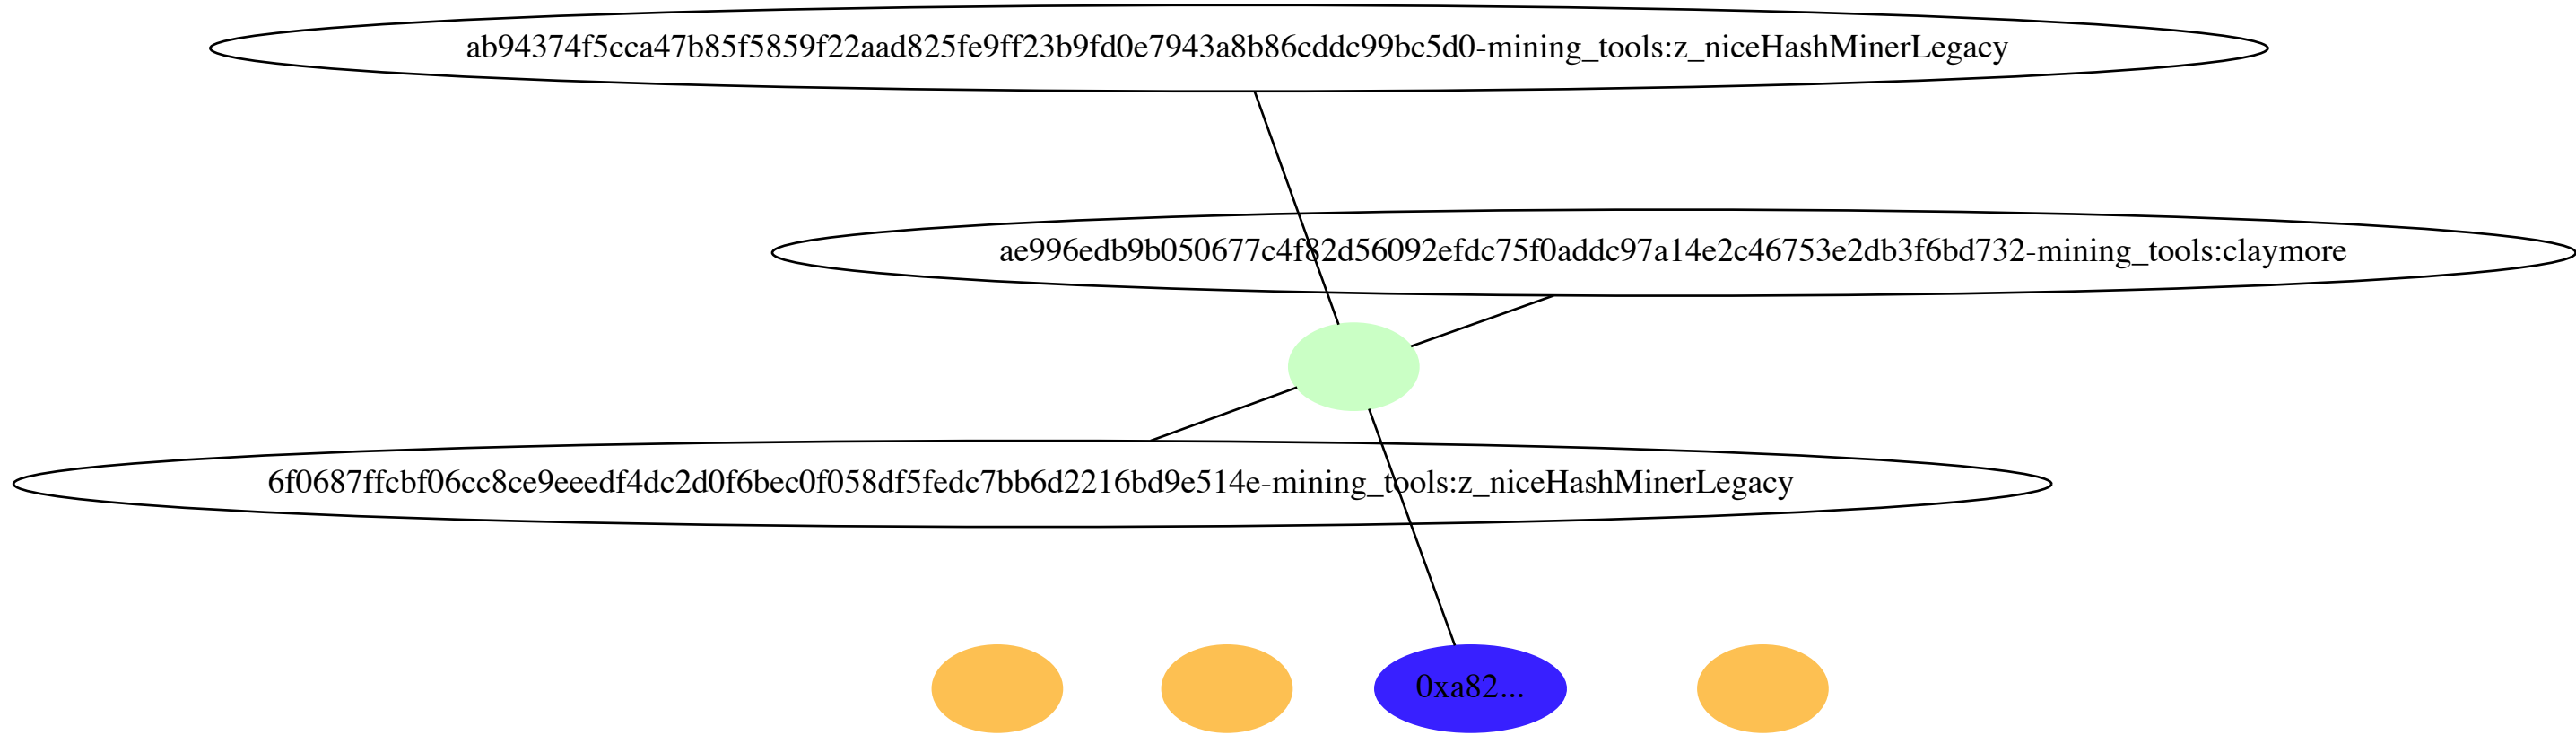 ab94374f5cca47b85f5859f22aad825fe9ff23b9fd0e7943a8b86cddc99bc5d0-mining_tools:z_niceHashMinerLegacy
ae996edb9b050677c4f82d56092efdc75f0addc97a14e2c46753e2db3f6bd732-mining_tools:claymore
6f0687ffcbf06cc8ce9eeedf4dc2d0f6bec0f058df5fedc7bb6d2216bd9e514e-mining_tools:z_niceHashMinerLegacy
0xa82...